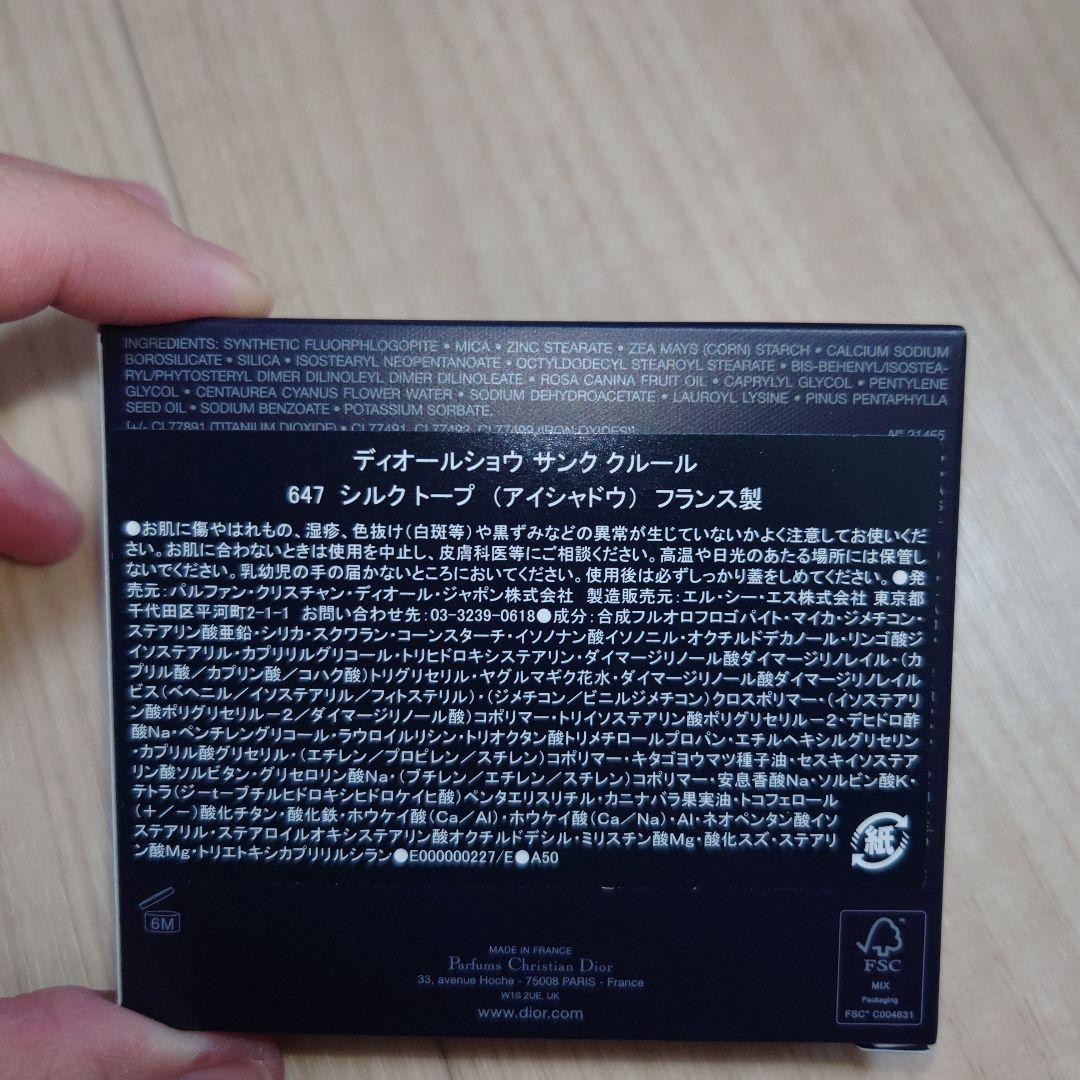 INGREDIENTS: SYNTHETIC FLUORPHLOGOPITE • MICA • ZINC STEARATE • ZEA MAYS (CORN) STARCH • CALCIUM SODIUM
BOROSILICATE • SILICA • ISOSTEARYL NEOPENTANOATE • OCTYLDODECYL STEAROYL STEARATE • BIS-BEHENYL/ISOSTEA-
RYL/PHYTOSTERYL DIMER DILINOLEYL DIMER DILINOLEATE • ROSA CANINA FRUIT OIL • CAPRYLYL GLYCOL • PENTYLENE
GLYCOL • CENTAUREA CYANUS FLOWER WATER • SODIUM DEHYDROACETATE • LAUROYL LYSINE • PINUS PENTAPHYLLA
SEED OIL • SODIUM BENZOATE • POTASSIUM SORBATE.
[+/- CI 77891 (TITANIUM DIOXIDE) • CI 77491, CI 77492, CI 77499 (IRON OXIDES)] N° 21455
ディオールショウ サンク クルール
647 シルク トープ (アイシャドウ) フランス製
●お肌に傷やはれもの、湿疹、色抜け(白斑等)や黒ずみなどの異常が生じていないかよく注意してお使いくだ
さい。お肌に合わないときは使用を中止し、皮膚科医等にご相談ください。高温や日光のあたる場所には保管し
ないでください。乳幼児の手の届かないところにおいてください。使用後は必ずしっかり蓋をしめてください。●発
売元:パルファン・クリスチャン・ディオール・ジャポン株式会社 製造販売元:エル・シー・エス株式会社 東京都
千代田区平河町2-1-1 お問い合わせ先:03-3239-0618●成分:合成フルオロフロゴパイト・マイカ・ジメチコン・
ステアリン酸亜鉛・シリカ・スクワラン・コーンスターチ・イソノナン酸イソノニル・オクチルドデカノール・リンゴ酸ジ
イソステアリル・カプリリルグリコール・トリヒドロキシステアリン・ダイマージリノール酸ダイマージリノレイル・(カ
プリル酸/カプリン酸/コハク酸)トリグリセリル・ヤグルマギク花水・ダイマージリノール酸ダイマージリノレイル
ビス(ベヘニル/イソステアリル/フィトステリル)・(ジメチコン/ビニルジメチコン)クロスポリマー・(イソステアリ
ン酸ポリグリセリル-2/ダイマージリノール酸)コポリマー・トリイソステアリン酸ポリグリセリル-2・デヒドロ酢
酸Na・ペンチレングリコール・ラウロイルリシン・トリオクタン酸トリメチロールプロパン・エチルヘキシルグリセリン
・カプリル酸グリセリル・(エチレン/プロピレン/スチレン)コポリマー・キタゴヨウマツ種子油・セスキイソステア
リン酸ソルビタン・グリセロリン酸Na・(ブチレン/エチレン/スチレン)コポリマー・安息香酸Na・ソルビン酸K・
テトラ(ジーtーブチルヒドロキシヒドロケイヒ酸)ペンタエリスリチル・カニナバラ果実油・トコフェロール
(+/-)酸化チタン・酸化鉄・ホウケイ酸(Ca/Al)・ホウケイ酸(Ca/Na)・Al・ネオペンタン酸イソ
ステアリル・ステアロイルオキシステアリン酸オクチルドデシル・ミリスチン酸Mg・酸化スズ・ステアリ
ン酸Mg・トリエトキシカプリリルシラン●E000000227/E●A50
紙
6M
MADE IN FRANCE
Parfums Christian Dior
33, avenue Hoche - 75008 PARIS - France
W1S 2UE, UK
www.dior.com
FSC
MIX
Packaging
FSC™ C004631